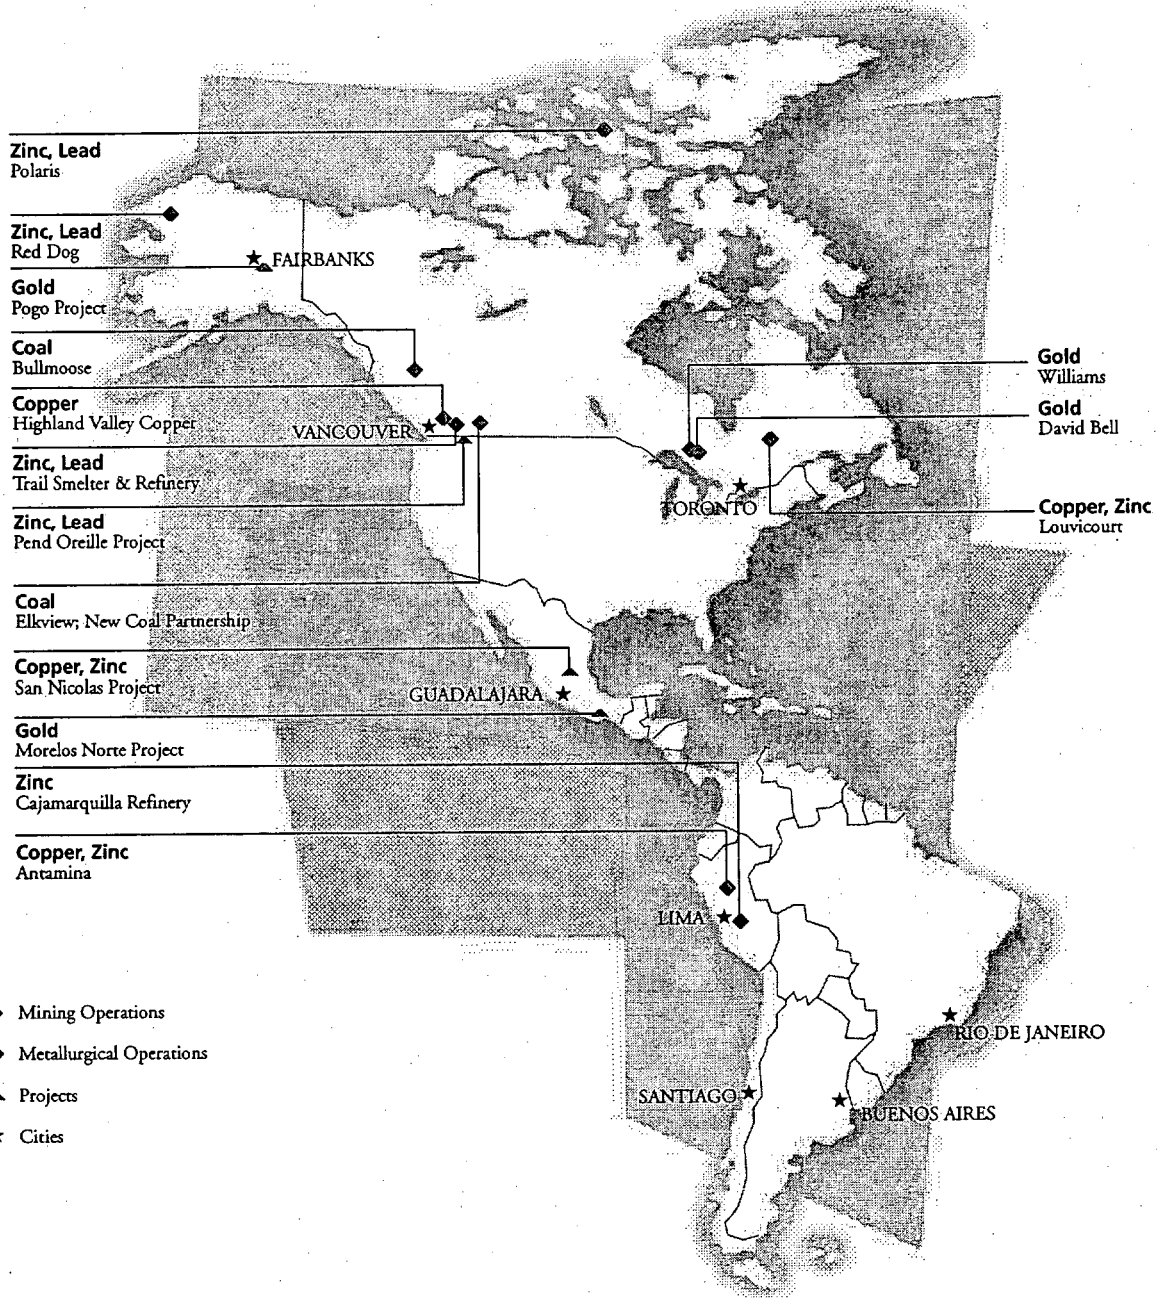 Zinc, Lead
Polaris
Zinc, Lead
Red Dog
FAIRBANKS
Gold
Pogo Project
Coal
Bullmoose
Copper
Highland Valley Copper
VANCOUVER
Zinc, Lead
Trail Smelter & Refinery
Zinc, Lead
Pend Oreille Project
Coal
Elkview; New Coal Partnership
Copper, Zinc
San Nicolas Project
GUADALAJARA
Gold
Morelos Norte Project
Zinc
Cajamarquilla Refinery
Copper, Zinc
Antamina
LIMA
Gold
Williams
Gold
David Bell
TORONTO
Copper, Zinc
Louvicourt
Mining Operations
Metallurgical Operations
Projects
Cities
RIO DE JANEIRO
SANTIAGO
BUENOS AIRES